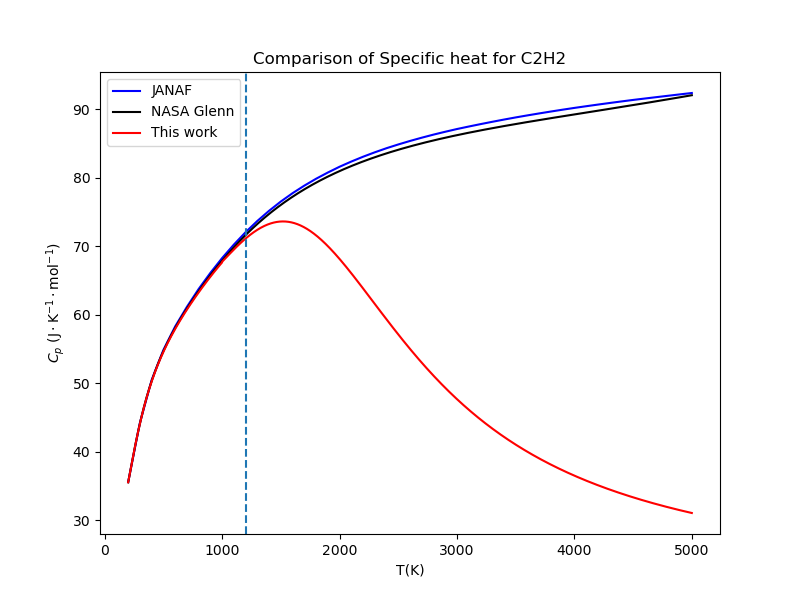 Comparison of Specific heat for C2H2
JANAF
NASA Glenn
This work
90
80
70
60
50
40
30
$C_p$ (J · K⁻¹ · mol⁻¹)
0 1000 2000 3000 4000 5000
T(K)